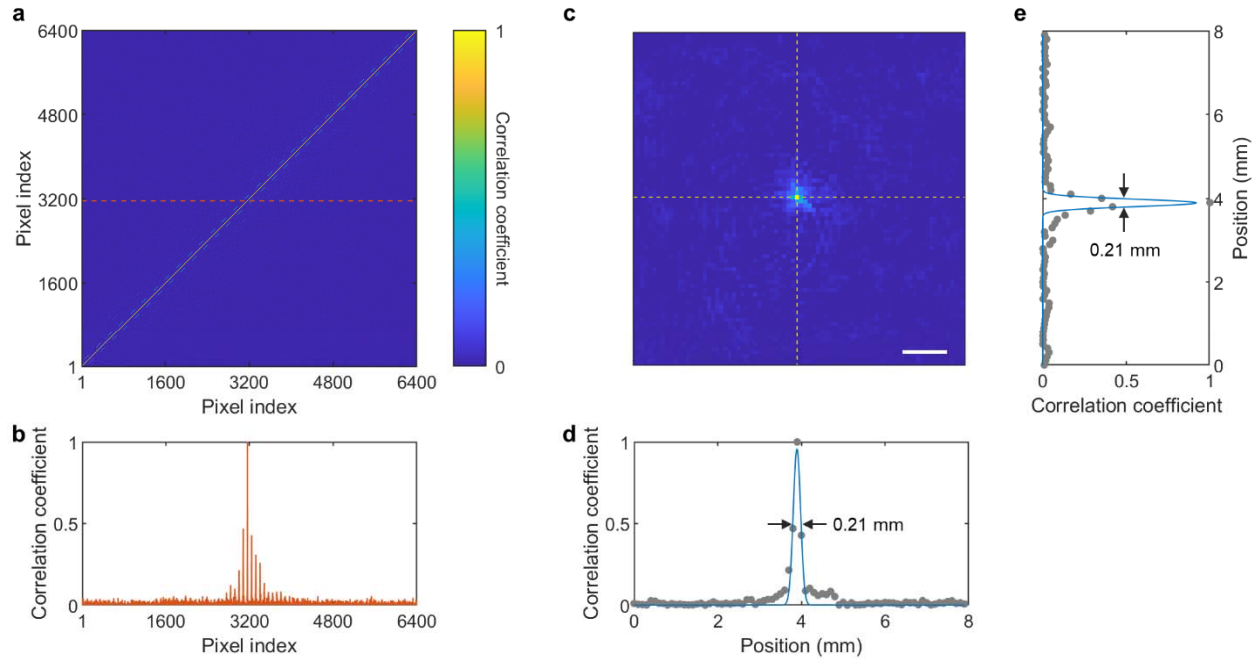 a
6400
4800
3200
1600
1
1 1600 3200 4800 6400
Pixel index
Pixel index
1
0
Correlation coefficient
b
1
0.5
0
1 1600 3200 4800 6400
Correlation coefficient
Pixel index
c
d
1
0.5
0
0.21 mm
0 2 4 6 8
Correlation coefficient
Position (mm)
e
8
6
4
2
0
0.21 mm
0 0.5 1
Correlation coefficient
Position (mm)